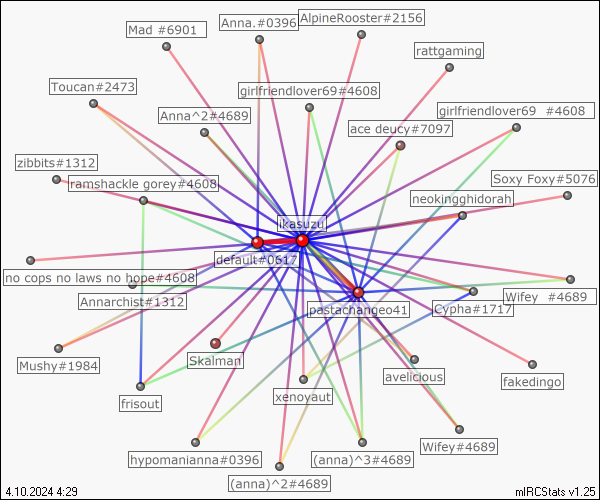 Mad #6901
Anna.#0396
AlpineRooster#2156
rattgaming
Toucan#2473
girlfriendlover69#4608
Anna^2#4689
girlfriendlover69 #4608
ace deucy#7097
zibbits#1312
ramshackle gorey#4608
Soxy Foxy#5076
neokingghidorah
ikasuzu
default#0617
no cops no laws no hope#4608
Annarchist#1312
pastachangeo41
Cypha#1717
Wifey #4689
Mushy#1984
Skalman
avelicious
fakedingo
frisout
xenoyaut
hypomanianna#0396
(anna)^3#4689
Wifey#4689
(anna)^2#4689
4.10.2024 4:29
mIRCStats v1.25